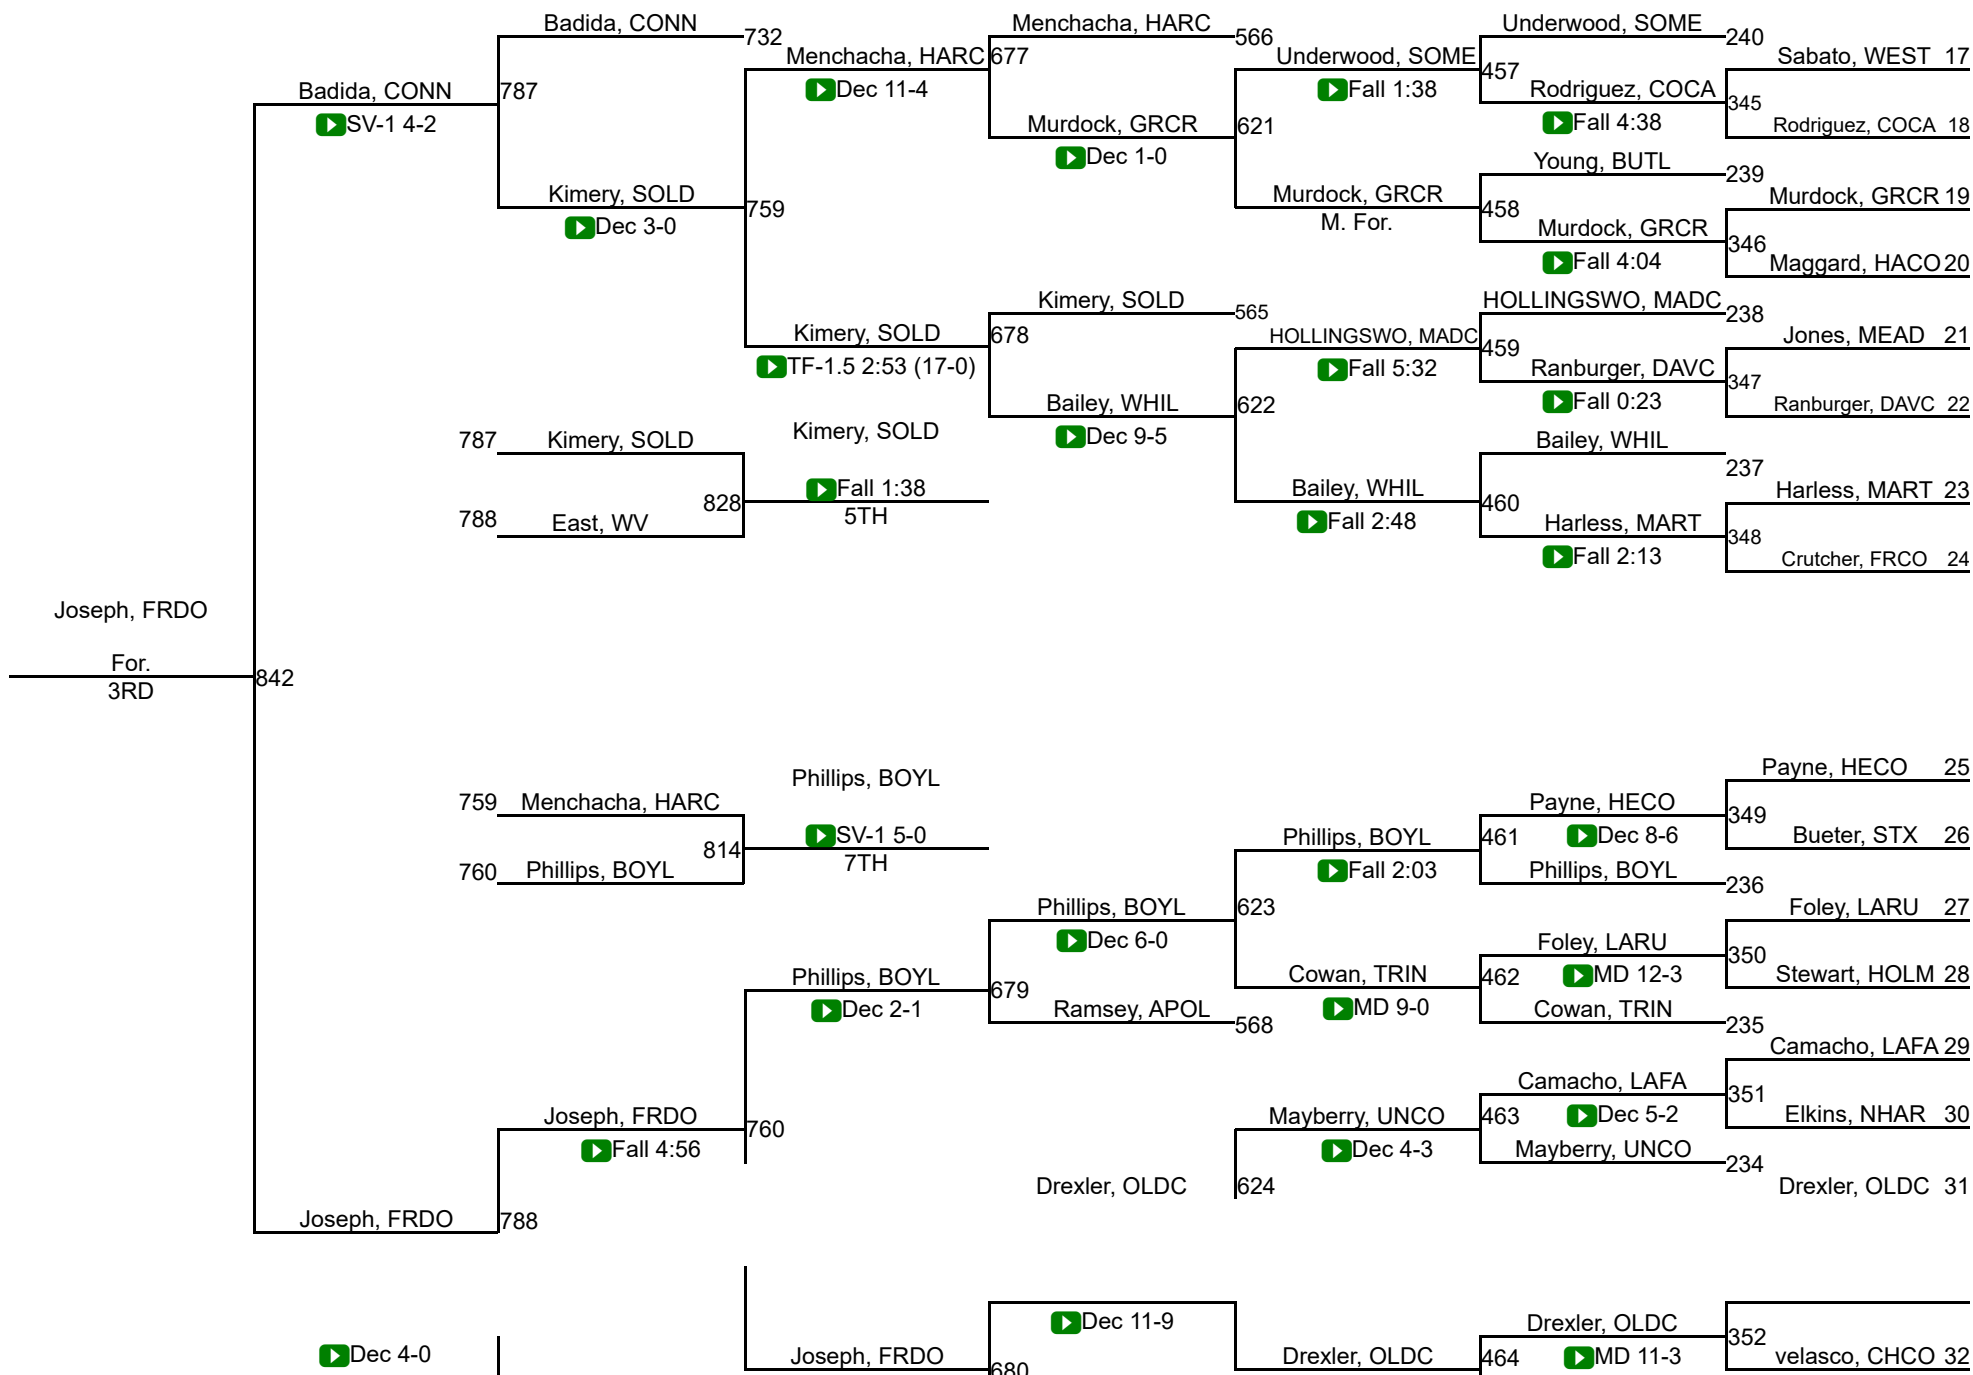 Badida, CONN
Menchacha, HARC
Underwood, SOME
732
566
240
Menchacha, HARC
677
Underwood, SOME
Sabato, WEST 17
Dec 11-4
Fall 1:38
457
Rodriguez, COCA
Badida, CONN
787
345
SV-1 4-2
Murdock, GRCR
621
Fall 4:38
Rodriguez, COCA 18
Dec 1-0
Young, BUTL
239
Kimery, SOLD
759
Murdock, GRCR
458
Murdock, GRCR 19
Dec 3-0
M. For.
Murdock, GRCR
346
Fall 4:04
Maggard, HACO 20
Kimery, SOLD
565
HOLLINGSWO, MADC
238
Kimery, SOLD
678
HOLLINGSWO, MADC
459
Jones, MEAD 21
TF-1.5 2:53 (17-0)
Fall 5:32
Ranburger, DAVC
347
Bailey, WHIL
622
Fall 0:23
Ranburger, DAVC 22
787
Kimery, SOLD
Kimery, SOLD
Dec 9-5
Bailey, WHIL
237
Fall 1:38
Bailey, WHIL
460
Harless, MART 23
828
5TH
Fall 2:48
Harless, MART
348
788
East, WV
Fall 2:13
Crutcher, FRCO 24
Joseph, FRDO
For.
842
3RD
Phillips, BOYL
Payne, HECO 25
759
Menchacha, HARC
Payne, HECO
349
SV-1 5-0
Phillips, BOYL
461
Dec 8-6
Bueter, STX 26
814
7TH
Fall 2:03
Phillips, BOYL
236
760
Phillips, BOYL
Phillips, BOYL
623
Foley, LARU 27
Dec 6-0
Foley, LARU
350
Phillips, BOYL
679
Cowan, TRIN
462
MD 12-3
Stewart, HOLM 28
Dec 2-1
Ramsey, APOL
568
MD 9-0
Cowan, TRIN
235
Camacho, LAFA 29
Camacho, LAFA
351
Joseph, FRDO
760
Mayberry, UNCO
463
Dec 5-2
Elkins, NHAR 30
Fall 4:56
Dec 4-3
Mayberry, UNCO
234
Drexler, OLDC
624
Drexler, OLDC 31
Joseph, FRDO
788
Dec 11-9
Drexler, OLDC
352
Dec 4-0
Joseph, FRDO
680
Drexler, OLDC
464
MD 11-3
velasco, CHCO 32